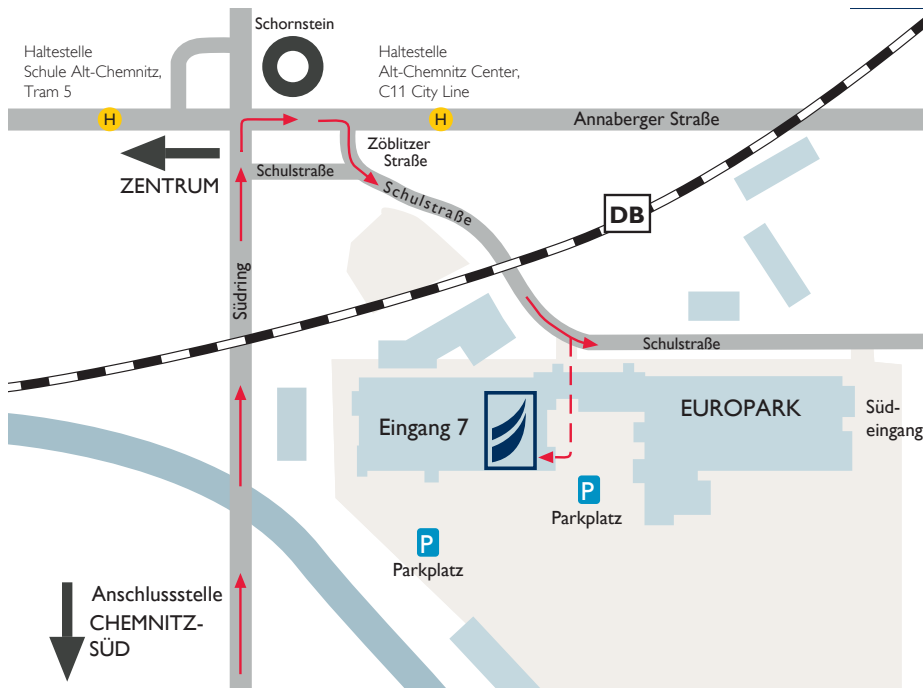 Schornstein
Haltestelle
Schule Alt-Chemnitz,
Tram 5
Haltestelle
Alt-Chemnitz Center,
C11 City Line
H
H
Annaberger Straße
Zöblitzer
Straße
ZENTRUM
Schulstraße
Schulstraße
DB
Südring
Schulstraße
EUROPARK
Süd-
eingang
Eingang 7
P
Parkplatz
P
Parkplatz
Anschlussstelle
CHEMNITZ-
SÜD